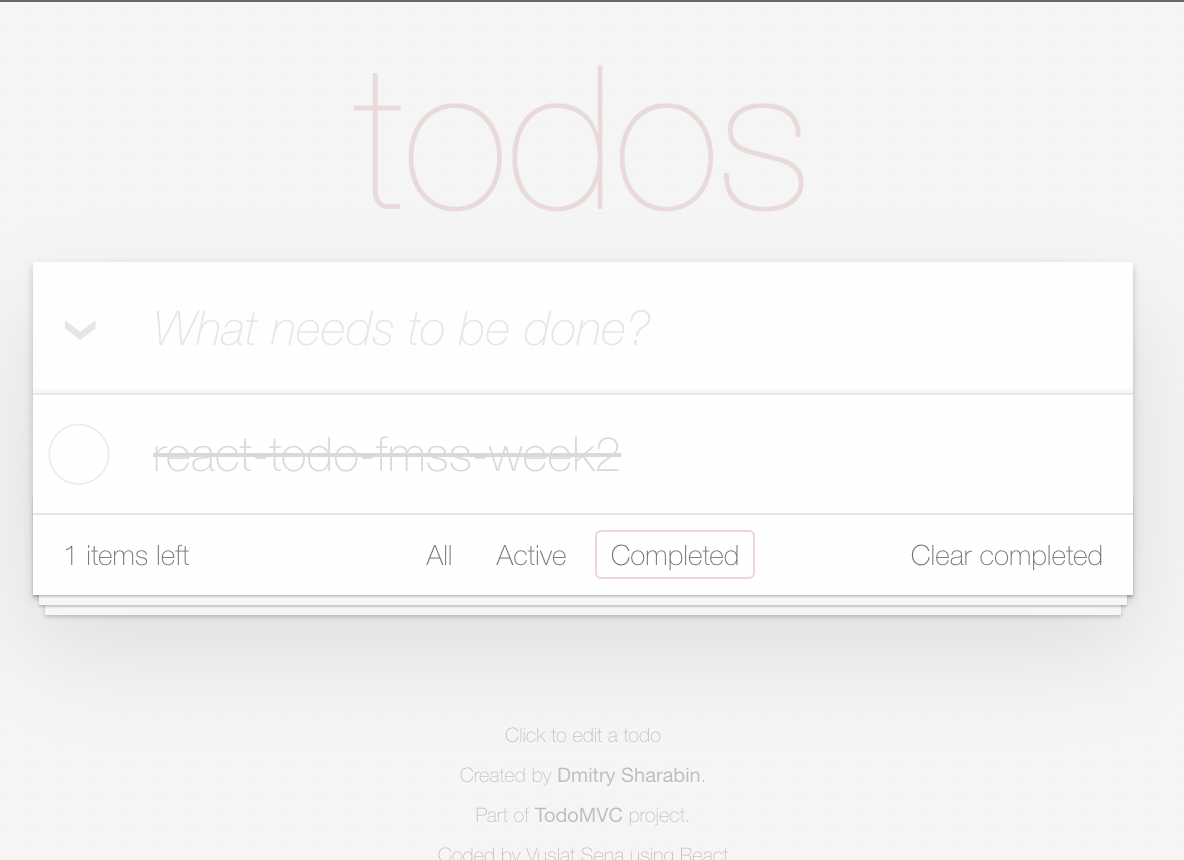 todos
What needs to be done?
react-todo-fmss-week2
1 items left All Active Completed Clear completed
Click to edit a todo
Created by Dmitry Sharabin.
Part of TodoMVC project.
Coded by Vuslat Sena using React